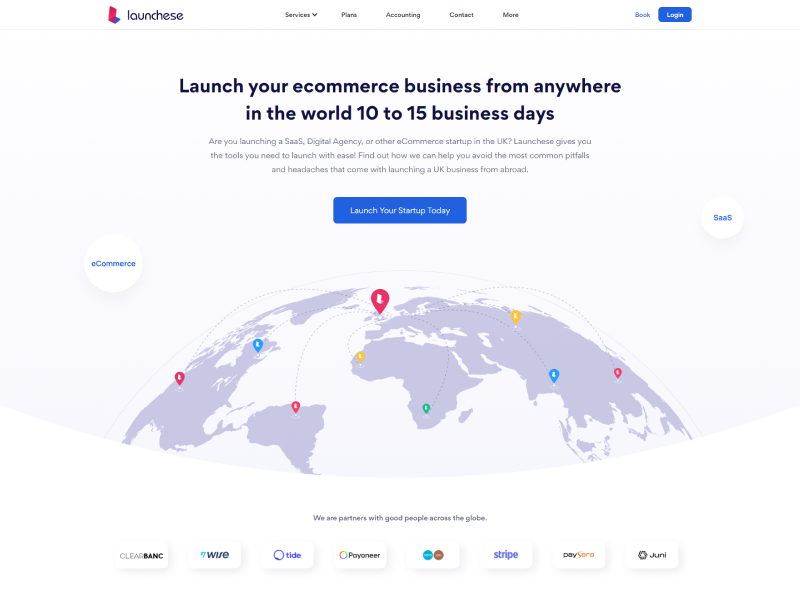 launchese
Services
Plans
Accounting
Contact
More
Book
Login
Launch your ecommerce business from anywhere
in the world 10 to 15 business days
Are you launching a SaaS, Digital Agency, or other eCommerce startup in the UK? Launchese gives you
the tools you need to launch with ease! Find out how we can help you avoid the most common pitfalls
and headaches that come with launching a UK business from abroad.
Launch Your Startup Today
SaaS
eCommerce
We are partners with good people across the globe.
CLEARBANC
WISE
tide
Payoneer
stripe
paysera
Juni